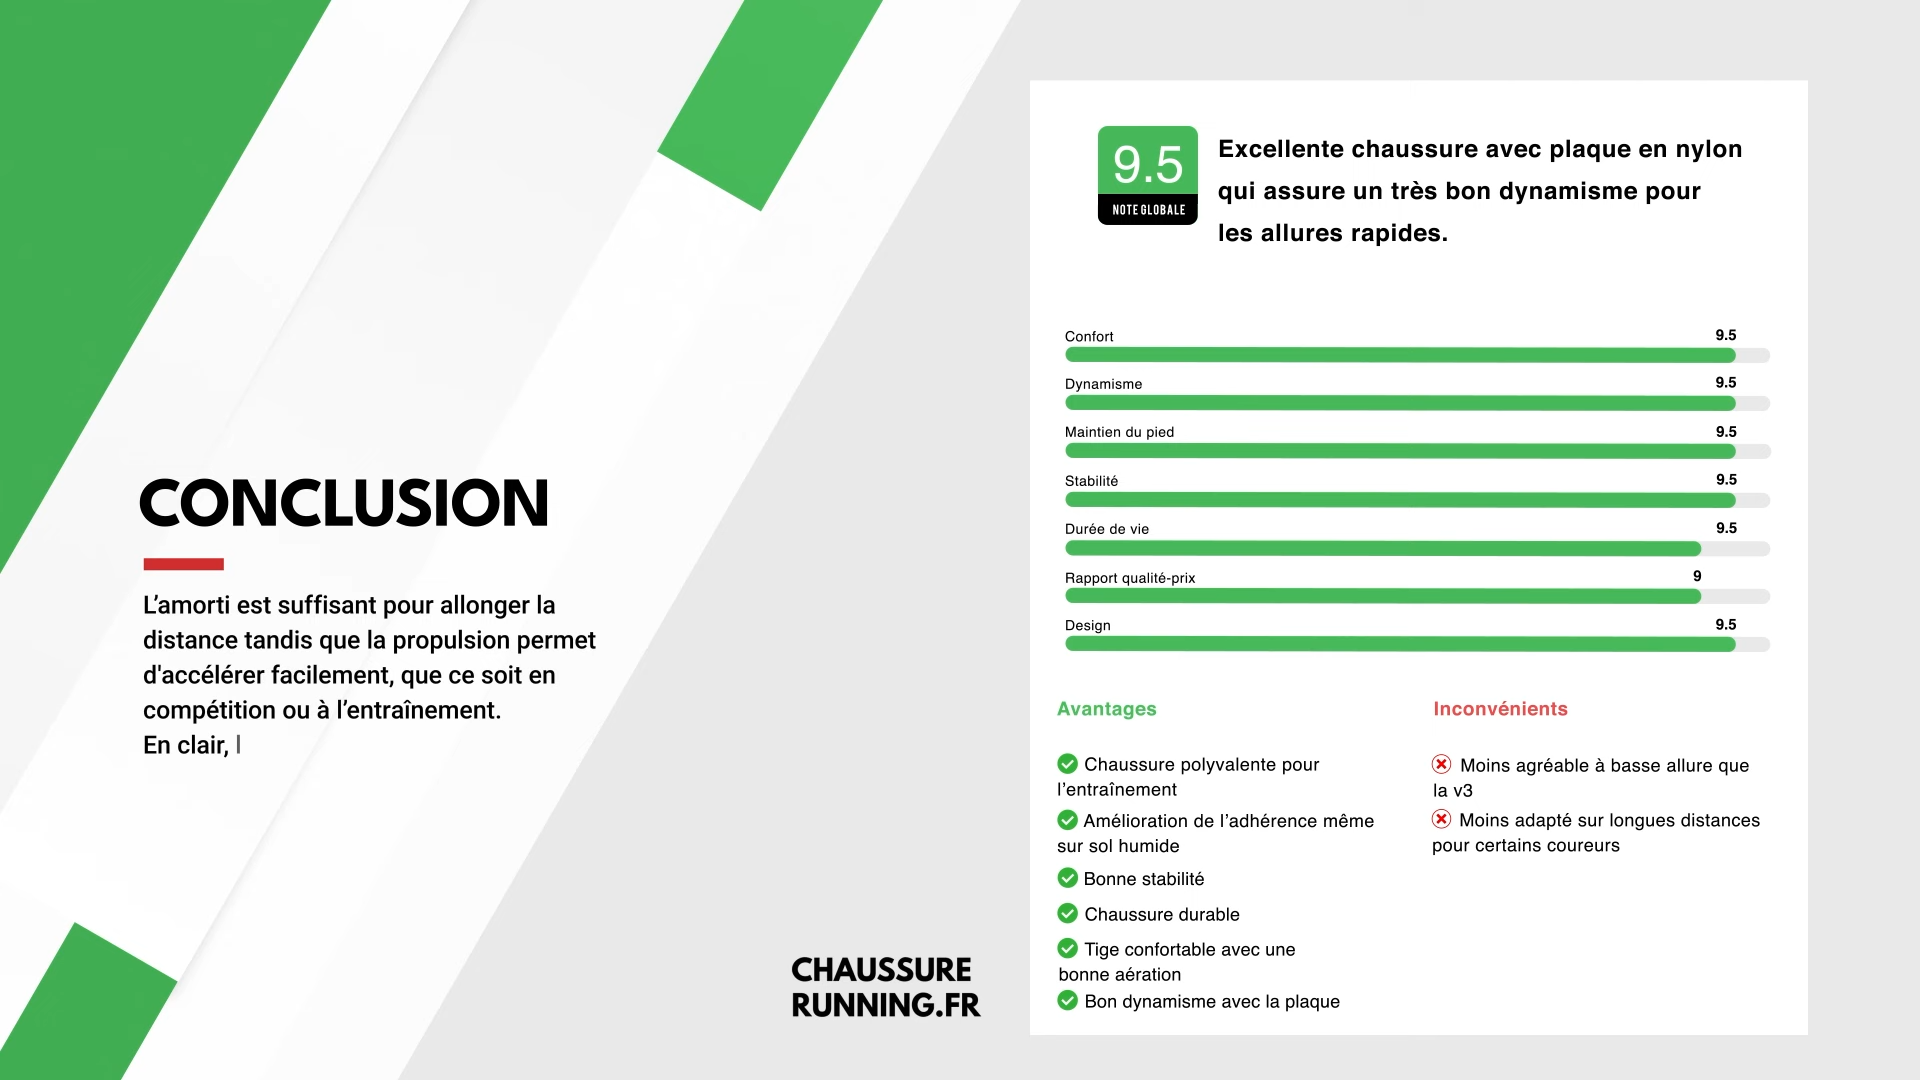 CONCLUSION
L’amorti est suffisant pour allonger la
distance tandis que la propulsion permet
d'accélérer facilement, que ce soit en
compétition ou à l’entraînement.
En clair, l
CHAUSSURE
RUNNING.FR
9.5
NOTE GLOBALE
Excellente chaussure avec plaque en nylon
qui assure un très bon dynamisme pour
les allures rapides.
Confort 9.5
Dynamisme 9.5
Maintien du pied 9.5
Stabilité 9.5
Durée de vie 9.5
Rapport qualité-prix 9
Design 9.5
Avantages
Chaussure polyvalente pour
l’entraînement
Amélioration de l’adhérence même
sur sol humide
Bonne stabilité
Chaussure durable
Tige confortable avec une
bonne aération
Bon dynamisme avec la plaque
Inconvénients
Moins agréable à basse allure que
la v3
Moins adapté sur longues distances
pour certains coureurs